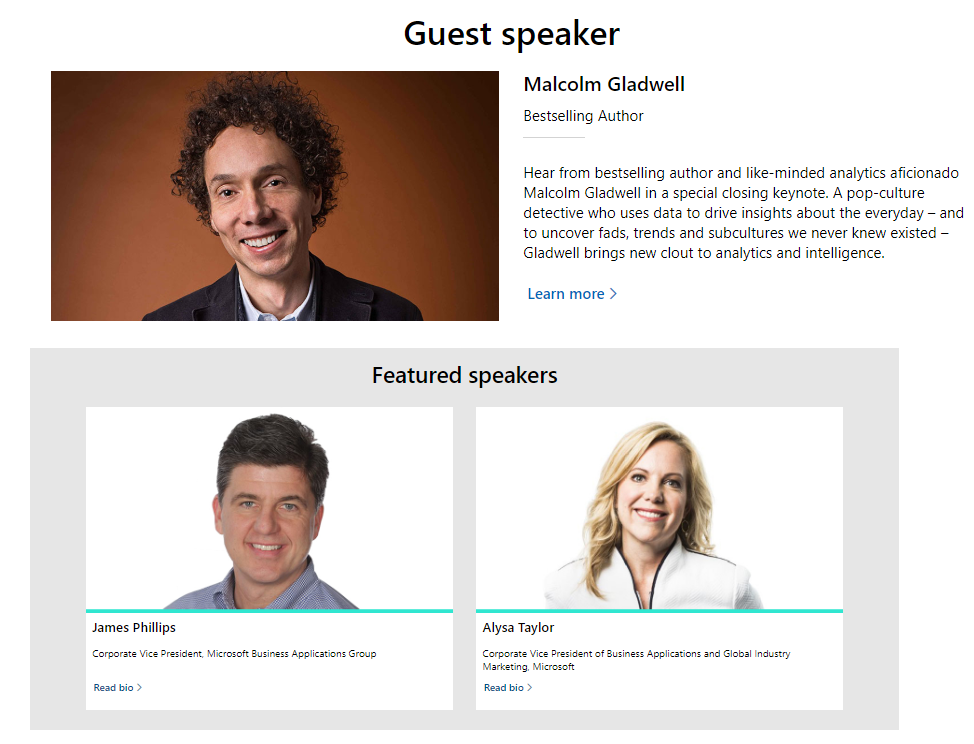 Guest speaker
Malcolm Gladwell
Bestselling Author
Hear from bestselling author and like-minded analytics aficionado
Malcolm Gladwell in a special closing keynote. A pop-culture
detective who uses data to drive insights about the everyday – and
to uncover fads, trends and subcultures we never knew existed –
Gladwell brings new clout to analytics and intelligence.
Learn more >
Featured speakers
James Phillips
Corporate Vice President, Microsoft Business Applications Group
Read bio >
Alysa Taylor
Corporate Vice President of Business Applications and Global Industry
Marketing, Microsoft
Read bio >